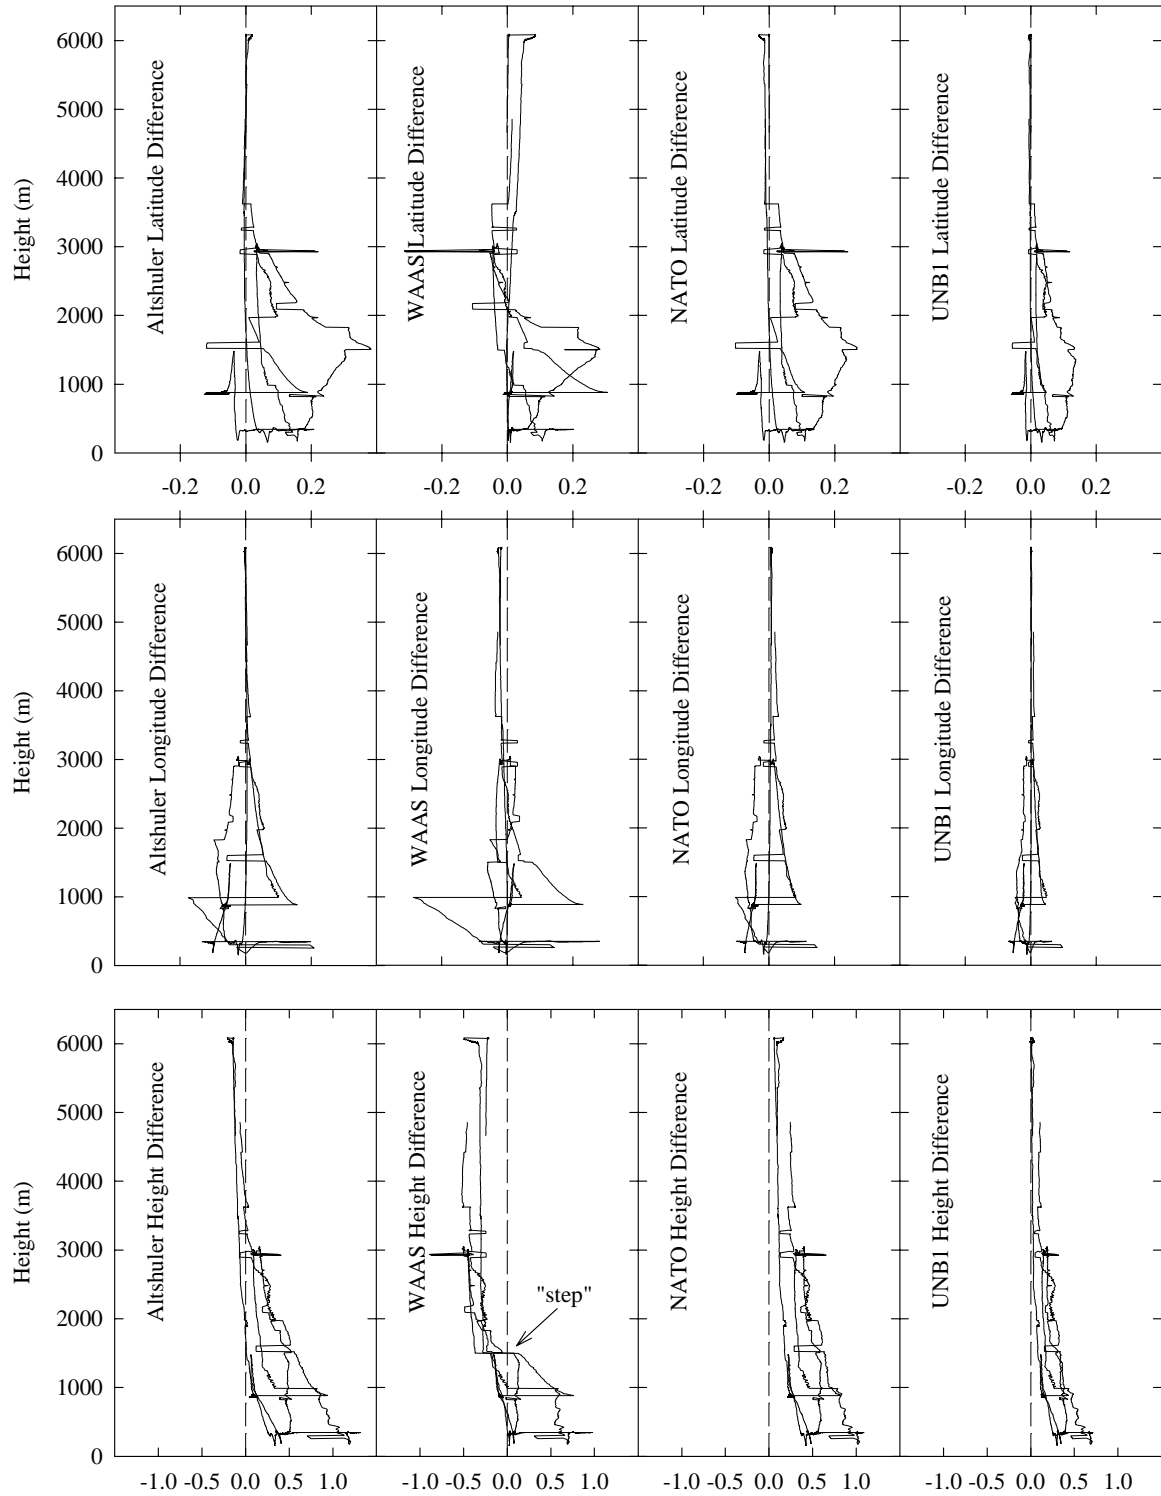 6000
5000
4000
3000
2000
1000
0
Height (m)
Altshuler Latitude Difference
WAAS Latitude Difference
NATO Latitude Difference
UNB1 Latitude Difference
-0.2 0.0 0.2 -0.2 0.0 0.2 -0.2 0.0 0.2 -0.2 0.0 0.2
6000
5000
4000
3000
2000
1000
0
Height (m)
Altshuler Longitude Difference
WAAS Longitude Difference
NATO Longitude Difference
UNB1 Longitude Difference
6000
5000
4000
3000
2000
1000
0
Height (m)
Altshuler Height Difference
WAAS Height Difference
"step"
NATO Height Difference
UNB1 Height Difference
-1.0 -0.5 0.0 0.5 1.0 -1.0 -0.5 0.0 0.5 1.0 -1.0 -0.5 0.0 0.5 1.0 -1.0 -0.5 0.0 0.5 1.0